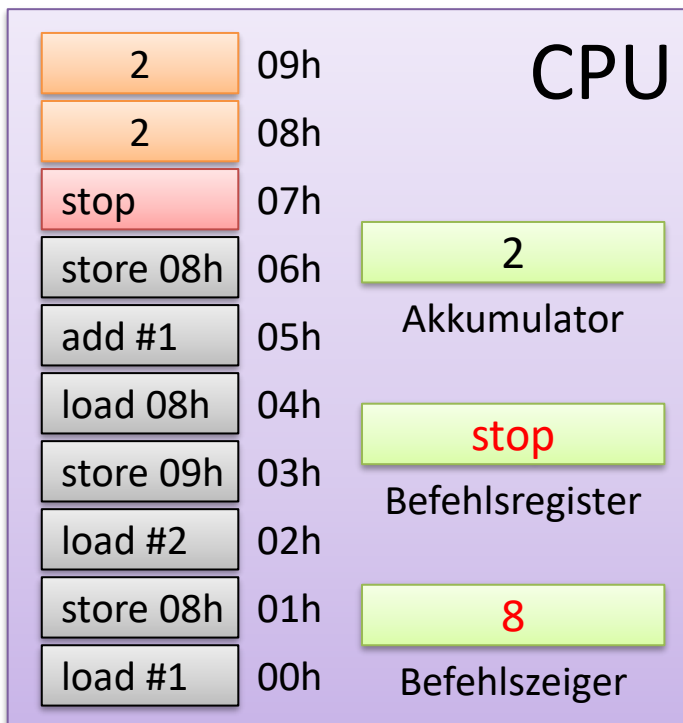 CPU
2 09h
2 08h
stop 07h
store 08h 06h
add #1 05h
load 08h 04h
store 09h 03h
load #2 02h
store 08h 01h
load #1 00h
2
Akkumulator
stop
Befehlsregister
8
Befehlszeiger